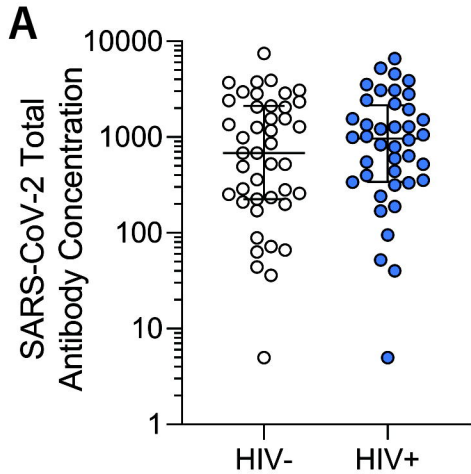 A
SARS-CoV-2 Total
Antibody Concentration
10000
1000
100
10
1
HIV-
HIV+